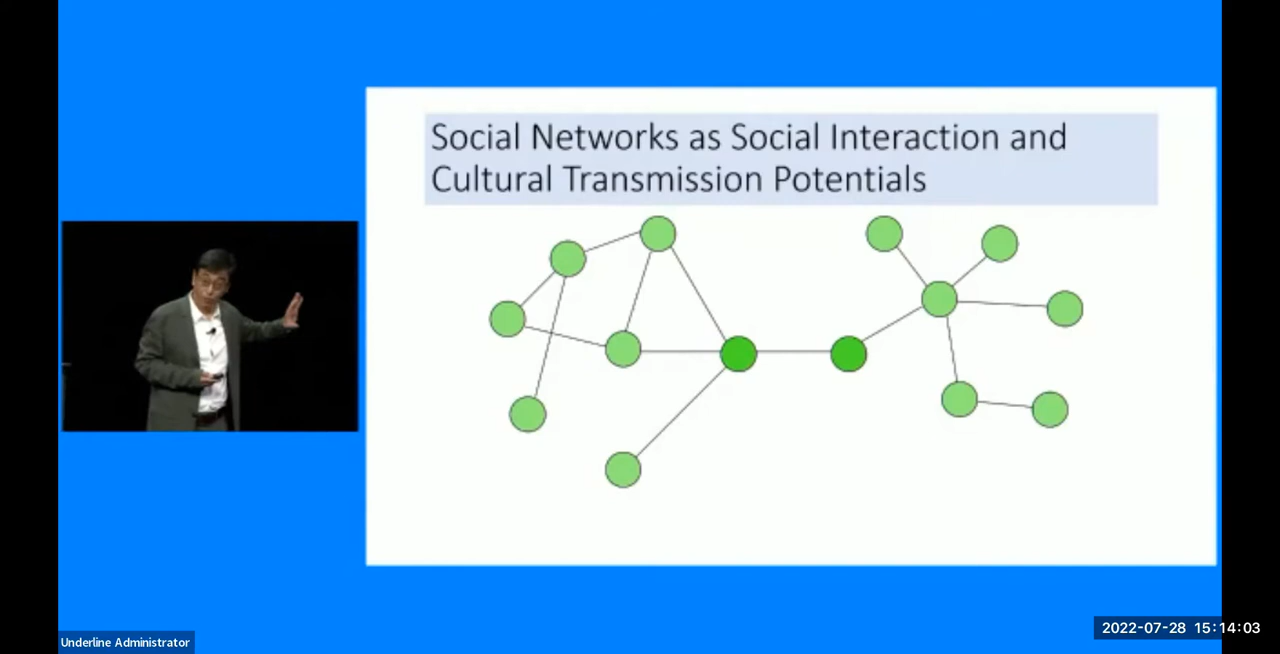 Social Networks as Social Interaction and
Cultural Transmission Potentials
Underline Administrator
2022-07-28 15:14:03